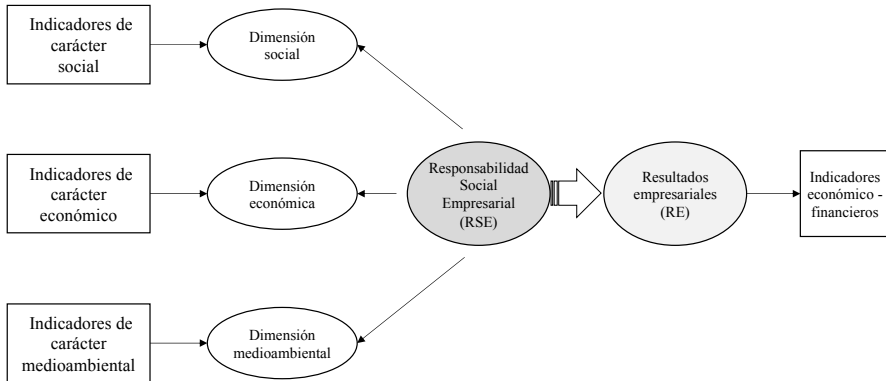 Indicadores de
carácter
social
Dimensión
social
Indicadores de
carácter
económico
Dimensión
económica
Responsabilidad
Social
Empresarial
(RSE)
Resultados
empresariales
(RE)
Indicadores
económico -
financieros
Indicadores de
carácter
medioambiental
Dimensión
medioambiental